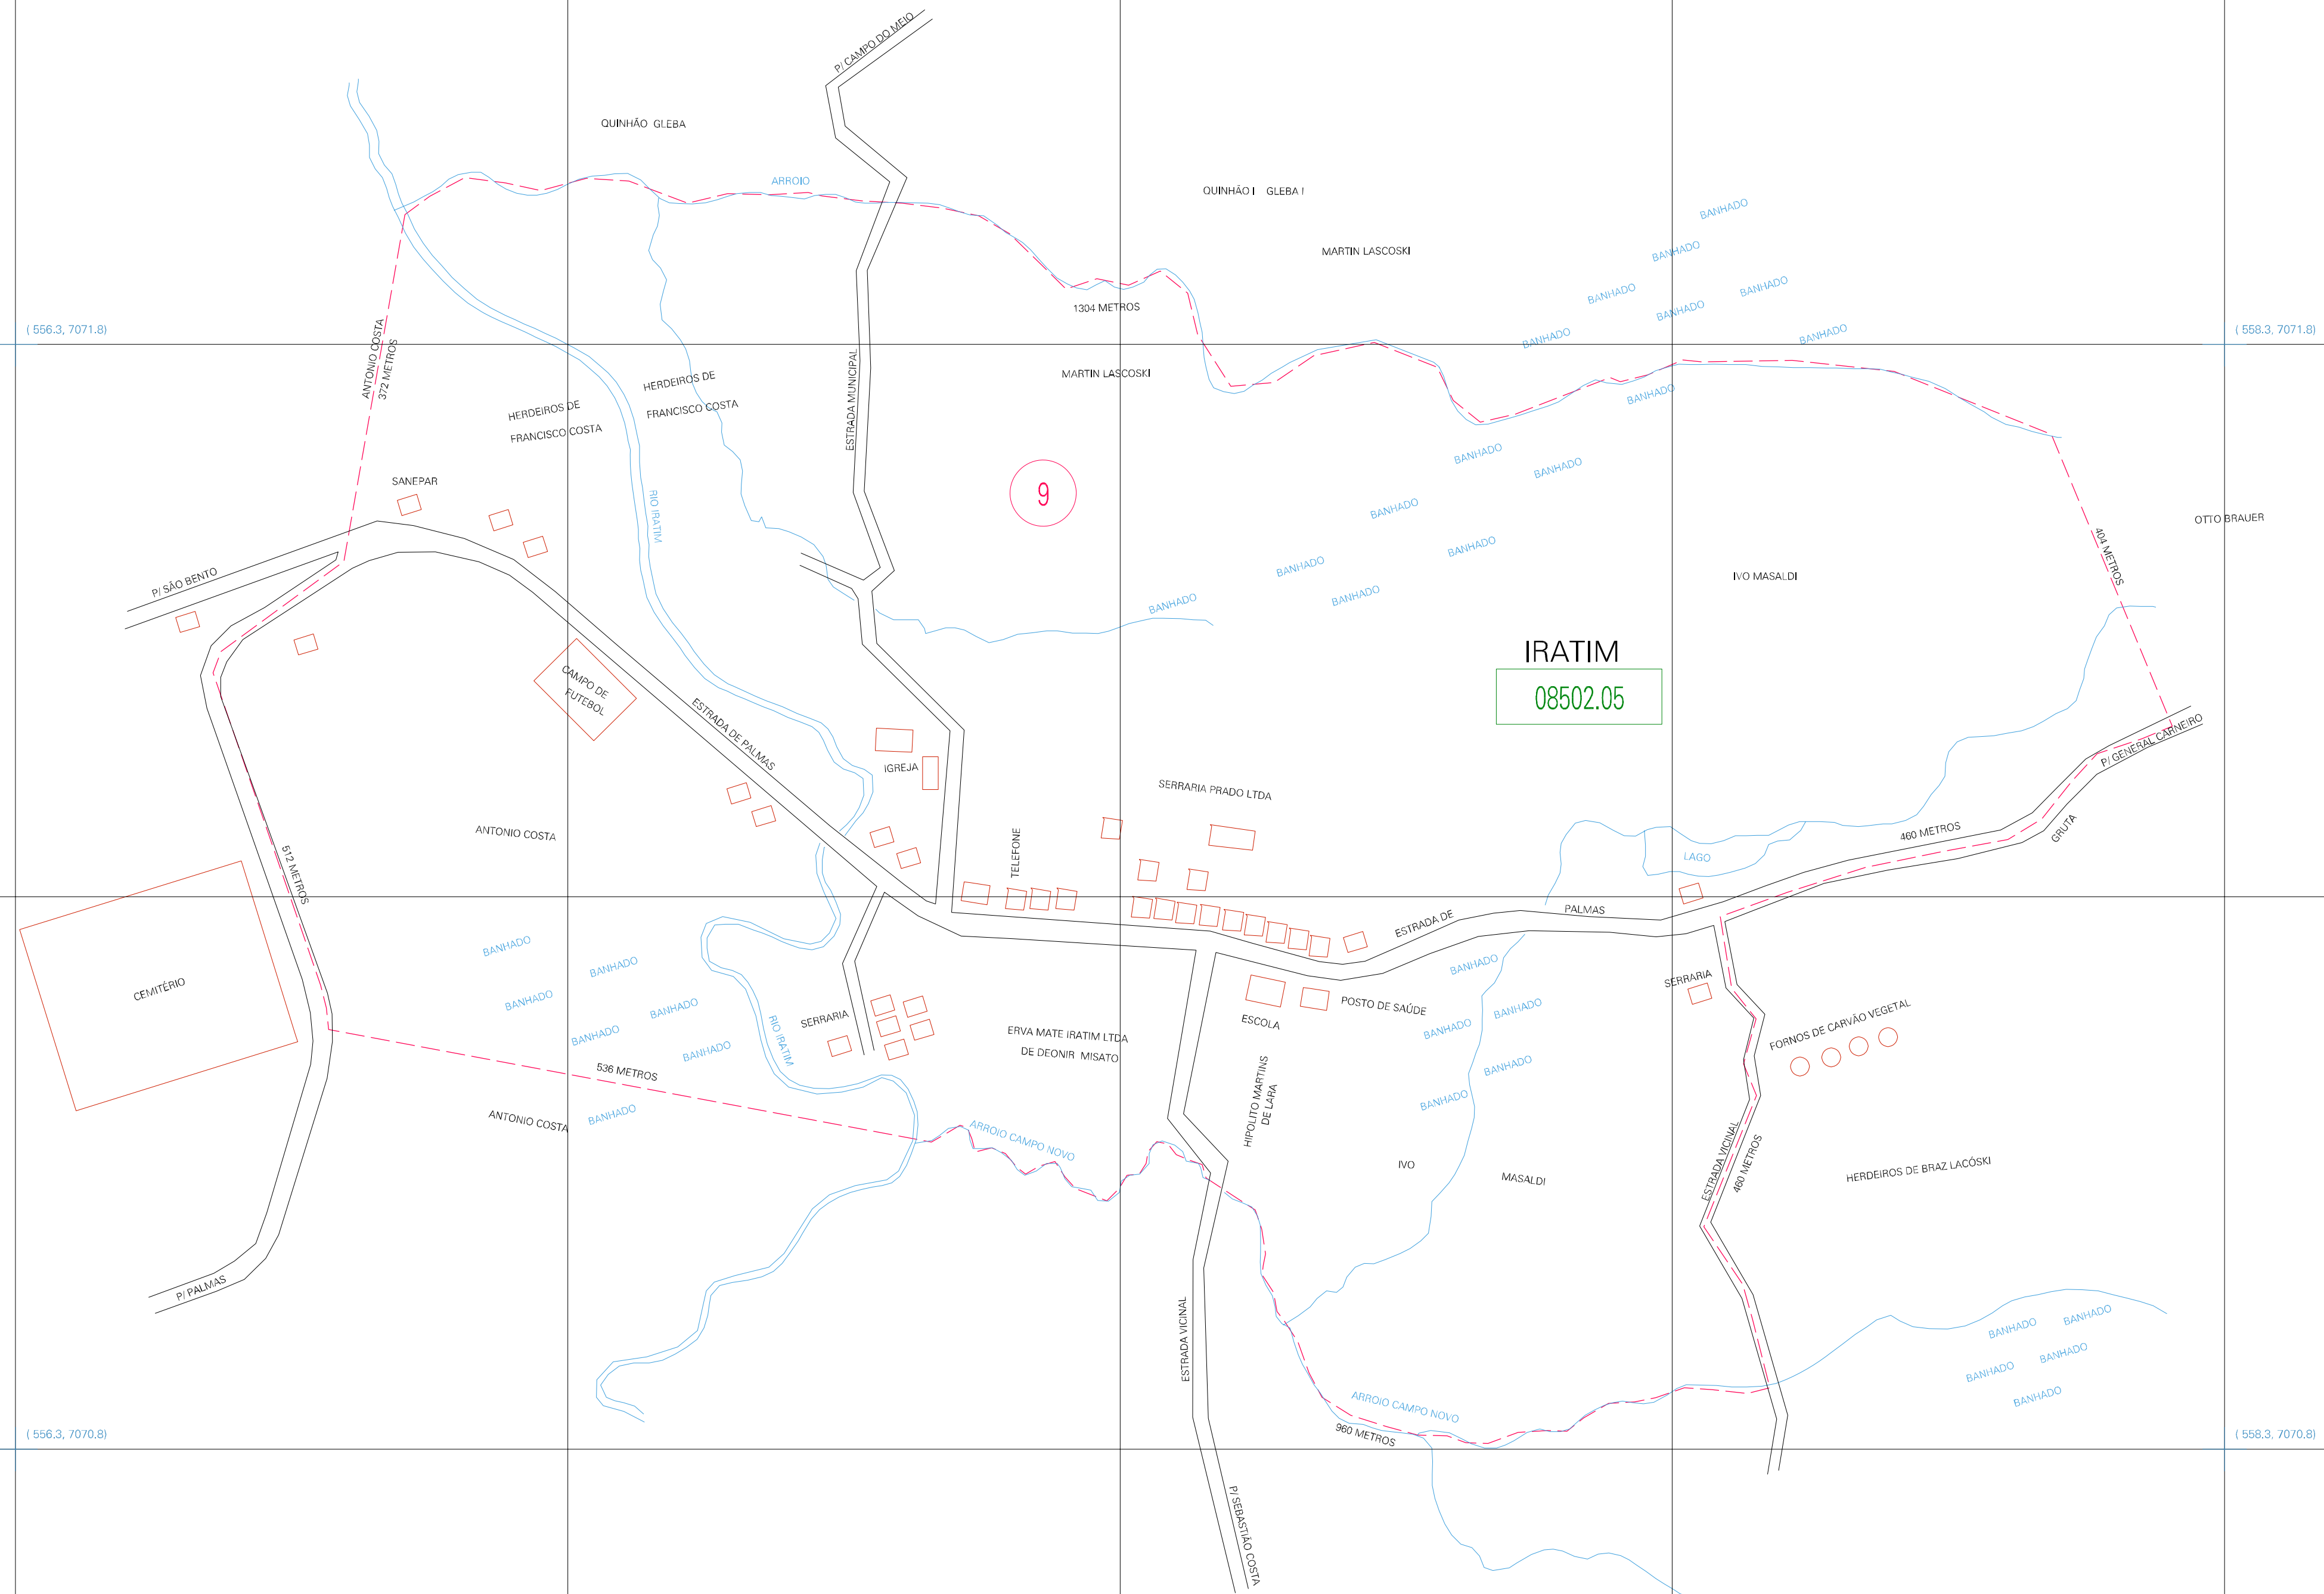 P/ CAMPO DO MEIO
QUINHÃO GLEBA
ARROIO
QUINHÃO I GLEBA I
BANHADO
MARTIN LASCOSKI
BANHADO
BANHADO
BANHADO
BANHADO
1304 METROS
BANHADO
BANHADO
BANHADO
( 556.3, 7071.8)
( 558.3, 7071.8)
ANTONIO COSTA
372 METROS
MARTIN LASCOSKI
HERDEIROS DE
FRANCISCO COSTA
HERDEIROS DE
FRANCISCO COSTA
ESTRADA MUNICIPAL
BANHADO
BANHADO
BANHADO
SANEPAR
9
RIO IRATIM
BANHADO
OTTO BRAUER
BANHADO
404 METROS
BANHADO
IVO MASALDI
P/ SÃO BENTO
BANHADO
BANHADO
IRATIM
08502.05
CAMPO DE
FUTEBOL
ESTRADA DE PALMAS
P/ GENERAL CARNEIRO
IGREJA
SERRARIA PRADO LTDA
ANTONIO COSTA
TELEFONE
460 METROS
GRUTA
LAGO
512 METROS
PALMAS
ESTRADA DE
BANHADO
BANHADO
BANHADO
SERRARIA
CEMITÉRIO
BANHADO
BANHADO
POSTO DE SAÚDE
BANHADO
SERRARIA
ESCOLA
FORNOS DE CARVÃO VEGETAL
BANHADO
RIO IRATIM
ERVA MATE IRATIM LTDA
DE DEONIR MISATO
BANHADO
BANHADO
BANHADO
536 METROS
HIPOLITO MARTINS
DE LARA
BANHADO
ANTONIO COSTA
BANHADO
ARROIO CAMPO NOVO
IVO
MASALDI
ESTRADA VICINAL
460 METROS
HERDEIROS DE BRAZ LACÓSKI
P/ PALMAS
ESTRADA VICINAL
BANHADO
BANHADO
BANHADO
BANHADO
BANHADO
ARROIO CAMPO NOVO
960 METROS
( 556.3, 7070.8)
( 558.3, 7070.8)
P/ SEBASTIÃO COSTA